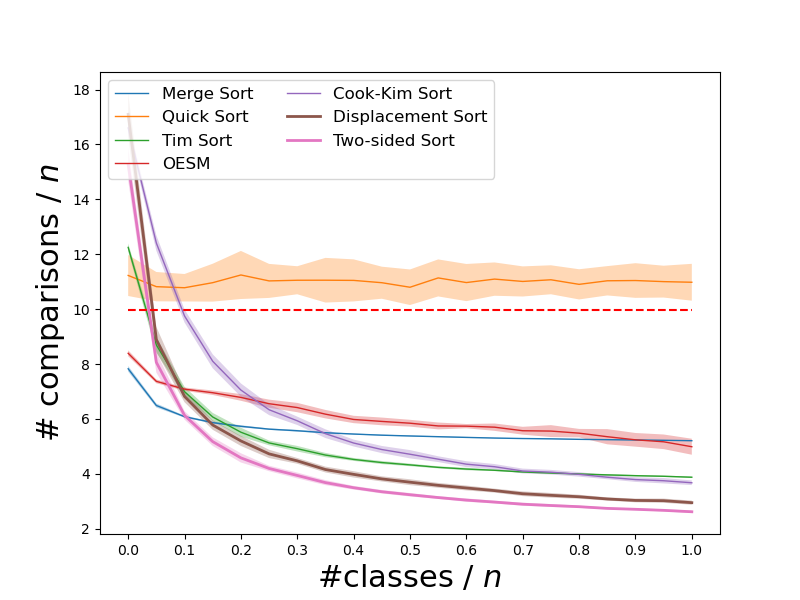 18
16
14
12
10
8
6
4
2
# comparisons / n
Merge Sort
Quick Sort
Tim Sort
OESM
Cook-Kim Sort
Displacement Sort
Two-sided Sort
0.0 0.1 0.2 0.3 0.4 0.5 0.6 0.7 0.8 0.9 1.0
#classes / n